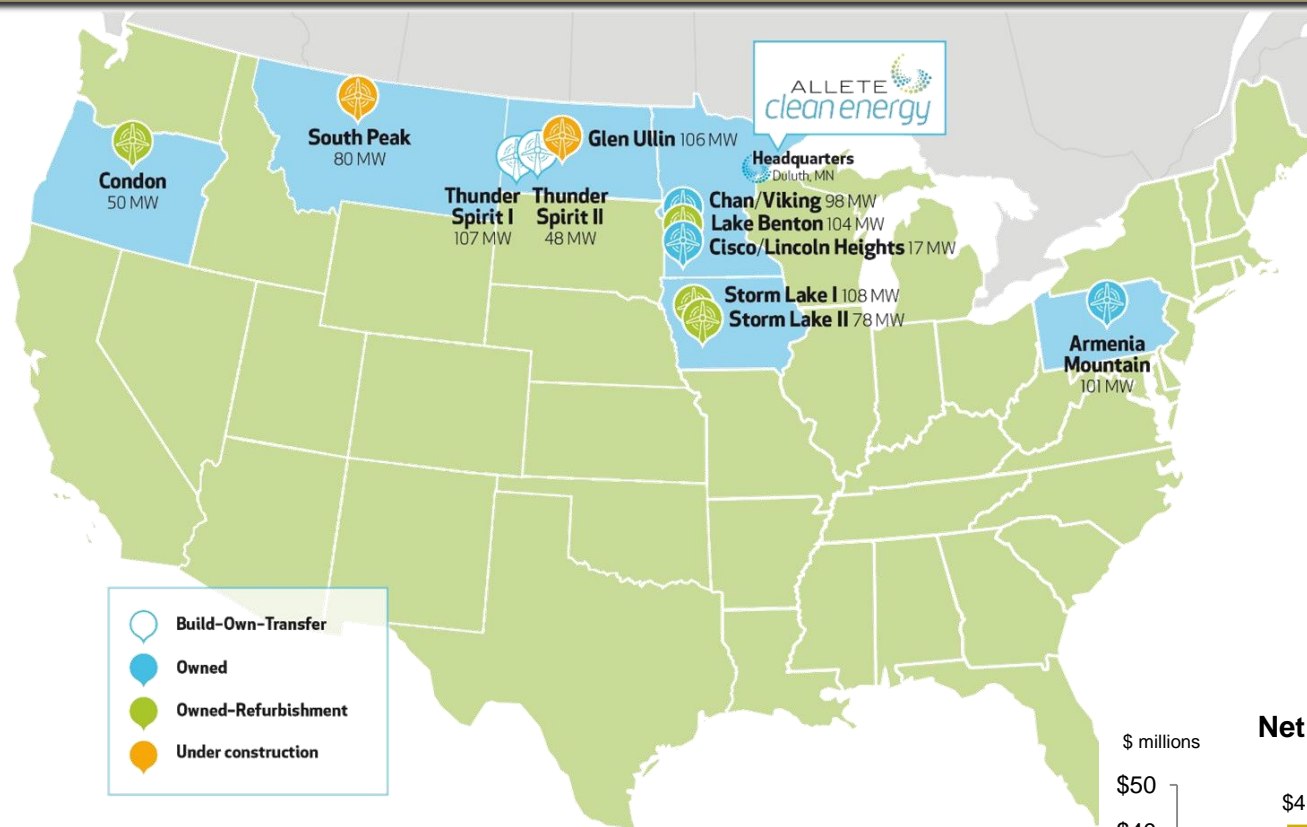 ALLETE
clean energy
South Peak
80 MW
Glen Ullin 106 MW
Condon
50 MW
Headquarters
Duluth, MN
Thunder Spirit I
107 MW
Thunder Spirit II
48 MW
Chan/Viking 98 MW
Lake Benton 104 MW
Cisco/Lincoln Heights 17 MW
Storm Lake I 108 MW
Storm Lake II 78 MW
Armenia
Mountain
101 MW
Build-Own-Transfer
Owned
Owned-Refurbishment
Under construction
Net
$ millions
$50
$4